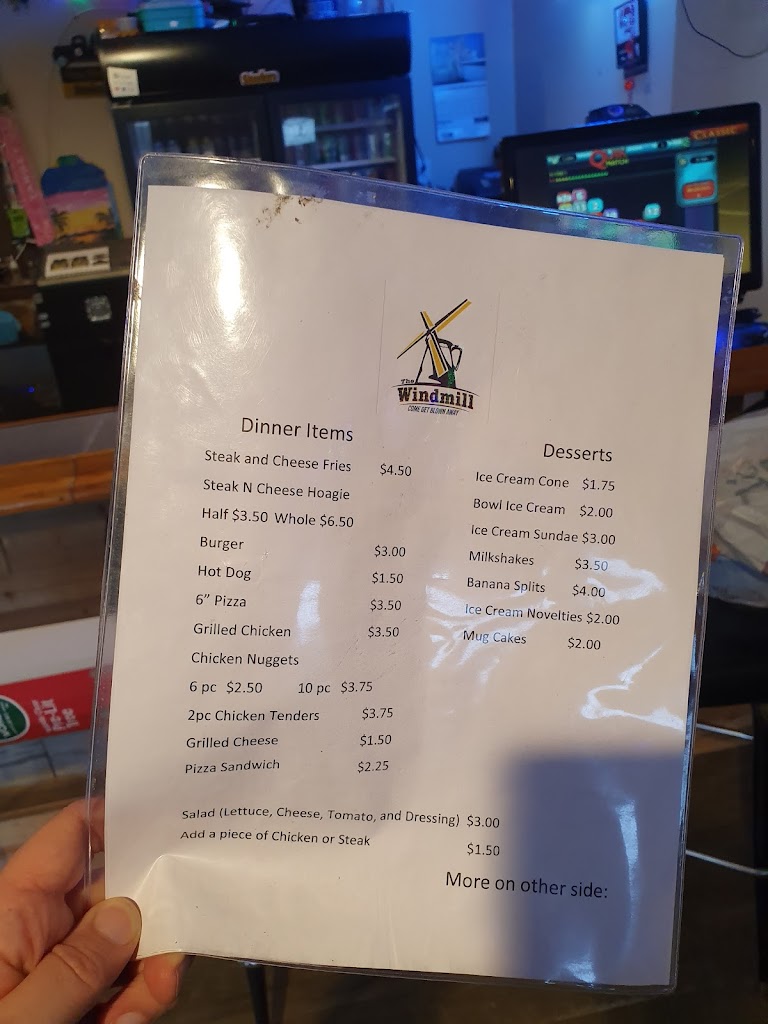 CLASSIC
The
Windmill
COME GET BLOWN AWAY
Dinner Items
Steak and Cheese Fries $4.50
Steak N Cheese Hoagie
Half $3.50 Whole $6.50
Burger $3.00
Hot Dog $1.50
6” Pizza $3.50
Grilled Chicken $3.50
Chicken Nuggets
6 pc $2.50 10 pc $3.75
2pc Chicken Tenders $3.75
Grilled Cheese $1.50
Pizza Sandwich $2.25
Salad (Lettuce, Cheese, Tomato, and Dressing) $3.00
Add a piece of Chicken or Steak $1.50
Desserts
Ice Cream Cone $1.75
Bowl Ice Cream $2.00
Ice Cream Sundae $3.00
Milkshakes $3.50
Banana Splits $4.00
Ice Cream Novelties $2.00
Mug Cakes $2.00
More on other side: